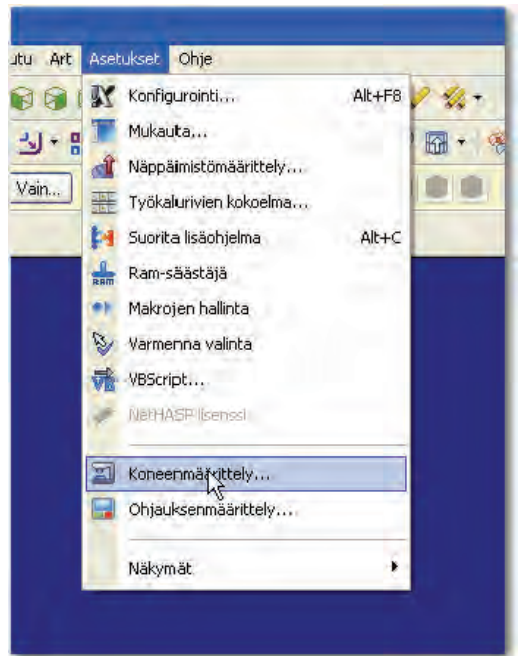 utu Art Asetukset Ohje
Konfigurointi... Alt+F8
Mukauta...
Näppäimistömäärittely...
Työkalurivien kokoelma...
Vain...
Suorita lisäohjelma Alt+C
RAM Ram-säästäjä
Makrojen hallinta
Varmenna valinta
VB VBScript...
NetHASP lisenssi
Koneenmäärittely...
Ohjauksenmäärittely...
Näkymät